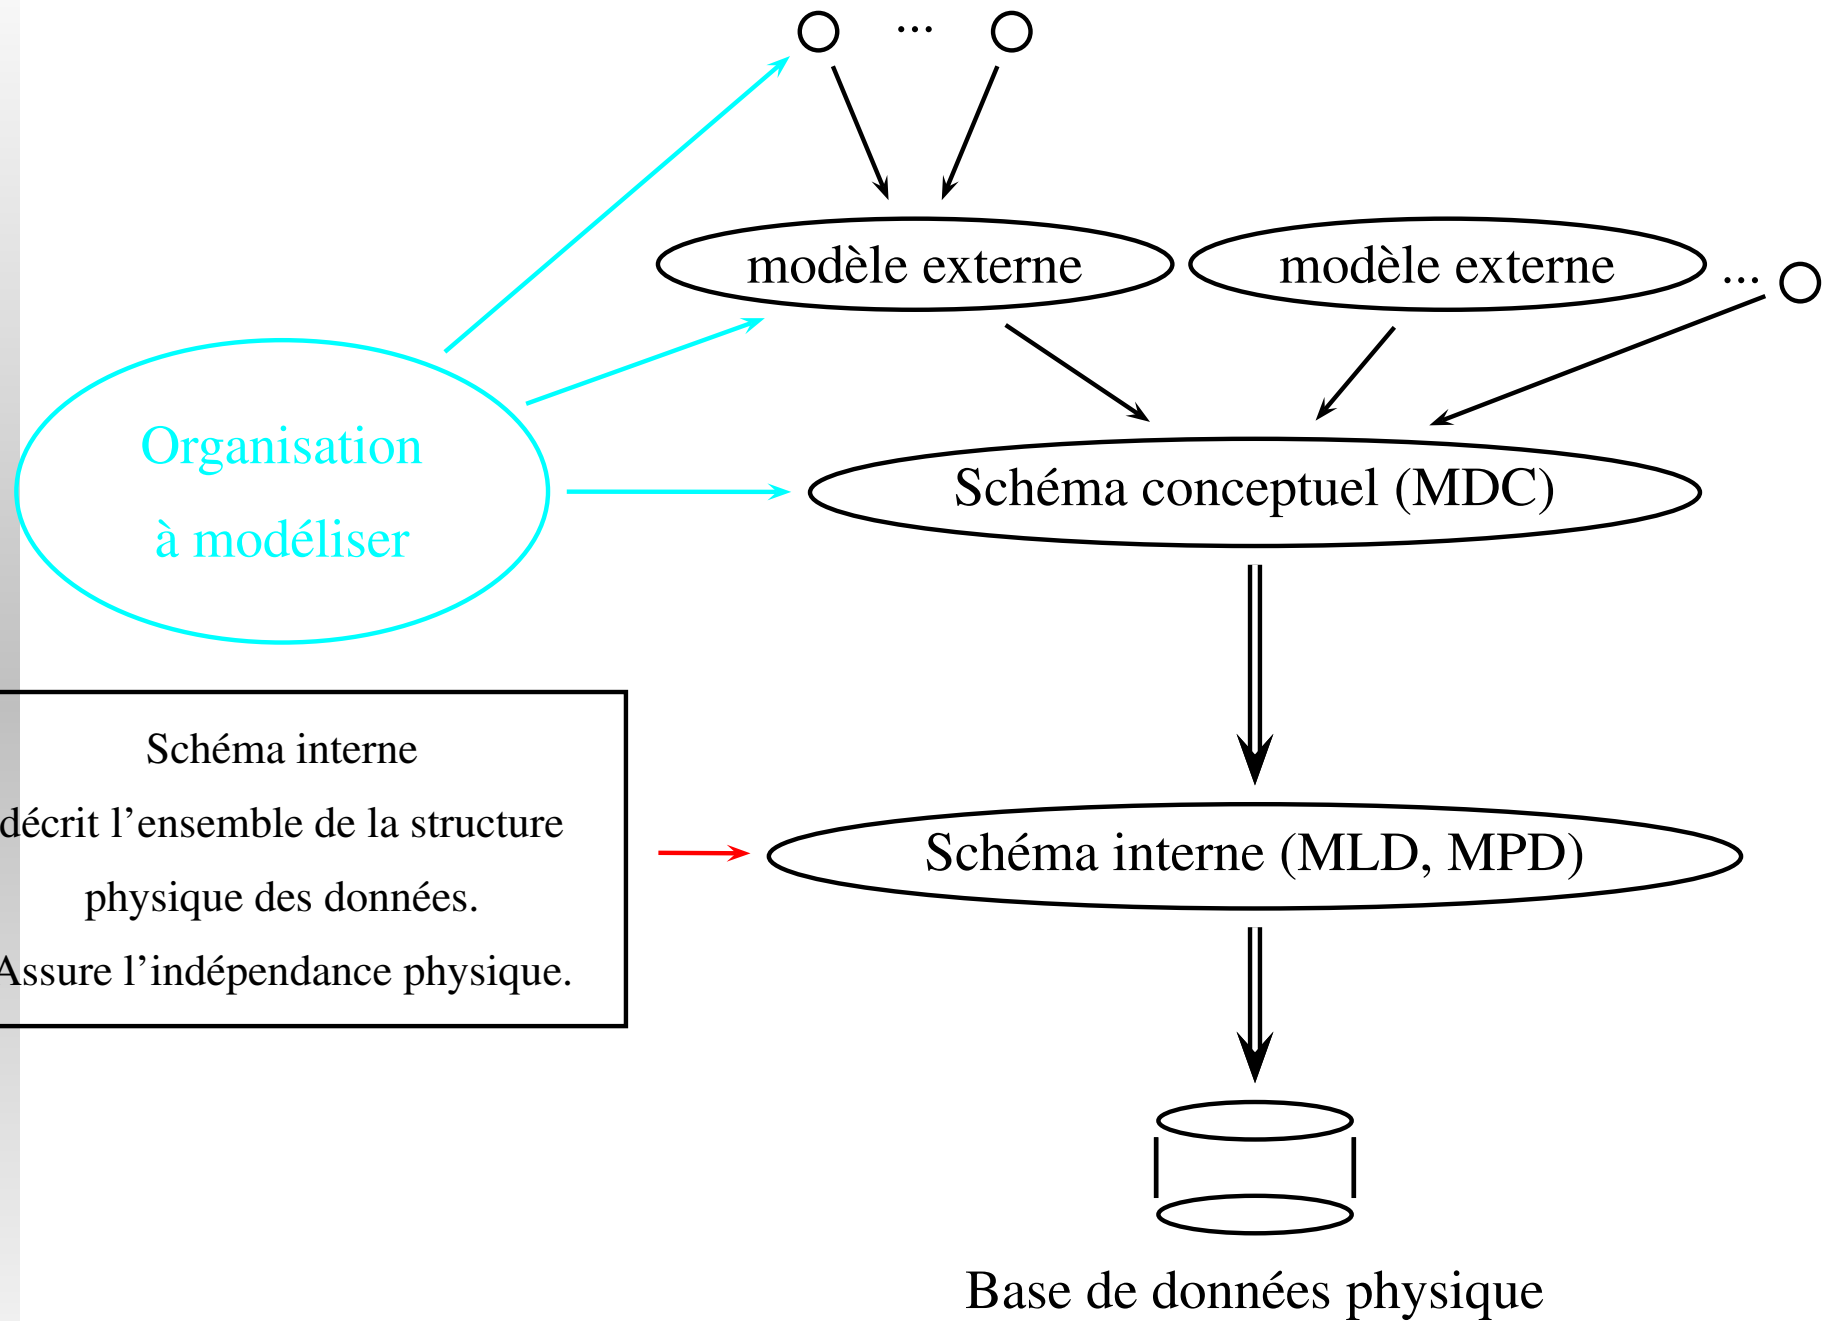 ...
modèle externe
modèle externe
...
Organisation
à modéliser
Schéma conceptuel (MDC)
Schéma interne
décrit l’ensemble de la structure
physique des données.
Assure l’indépendance physique.
Schéma interne (MLD, MPD)
Base de données physique